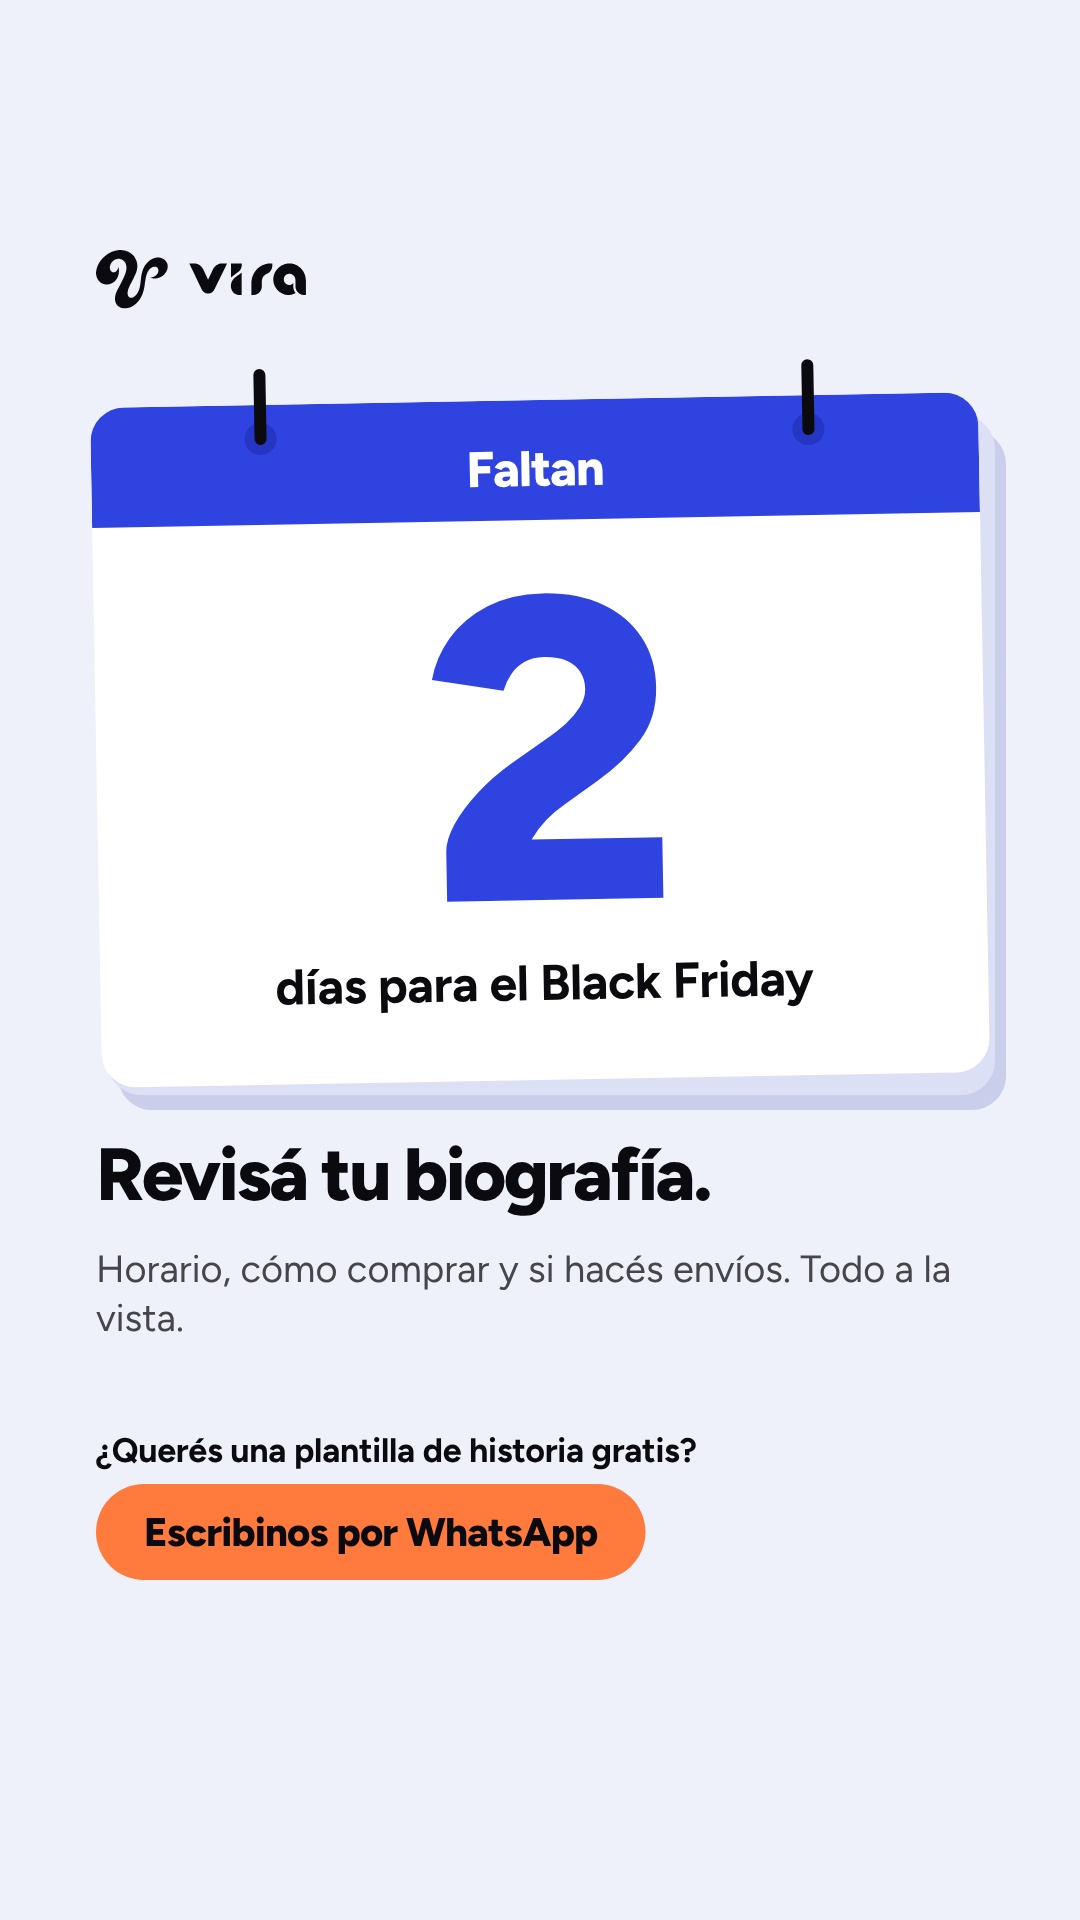 vira
Faltan
2
días para el Black Friday
Revisá tu biografía.
Horario, cómo comprar y si hacés envíos. Todo a la
vista.
¿Querés una plantilla de historia gratis?
Escribinos por WhatsApp